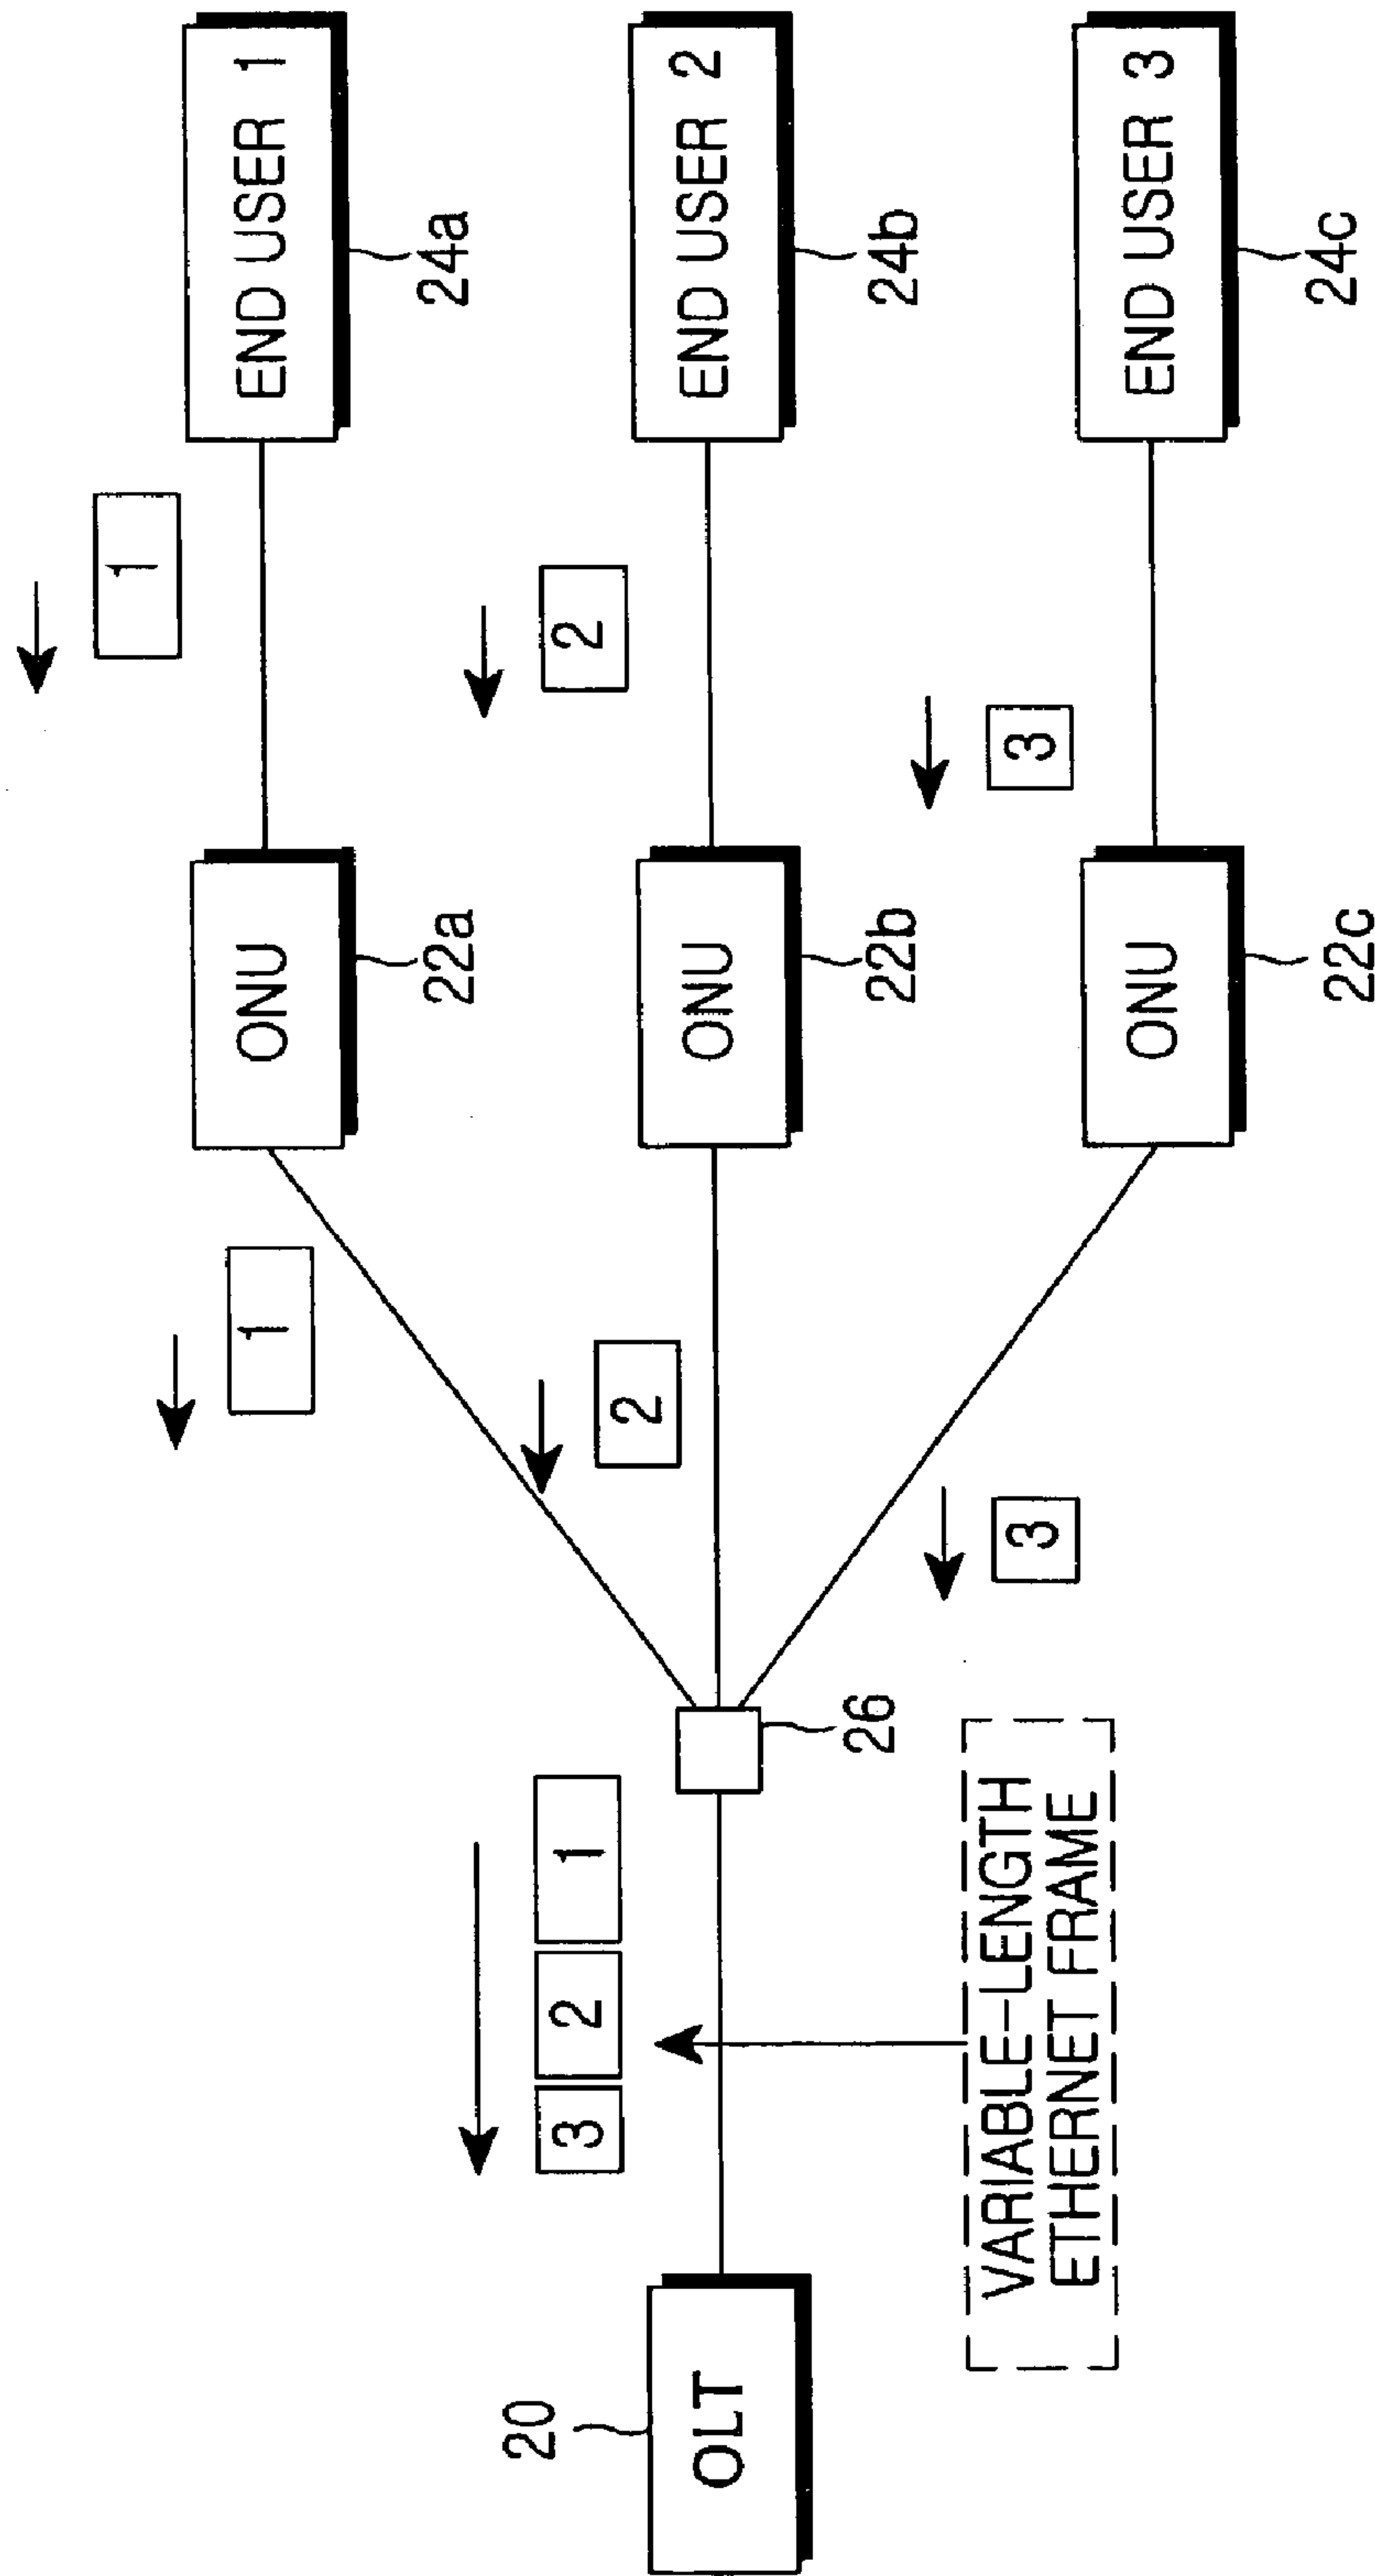 1
1
ONU
END USER 1
22a
24a
20
3 2 1
2
2
OLT
ONU
END USER 2
26
22b
24b
VARIABLE-LENGTH
ETHERNET FRAME
3
3
ONU
END USER 3
22c
24c